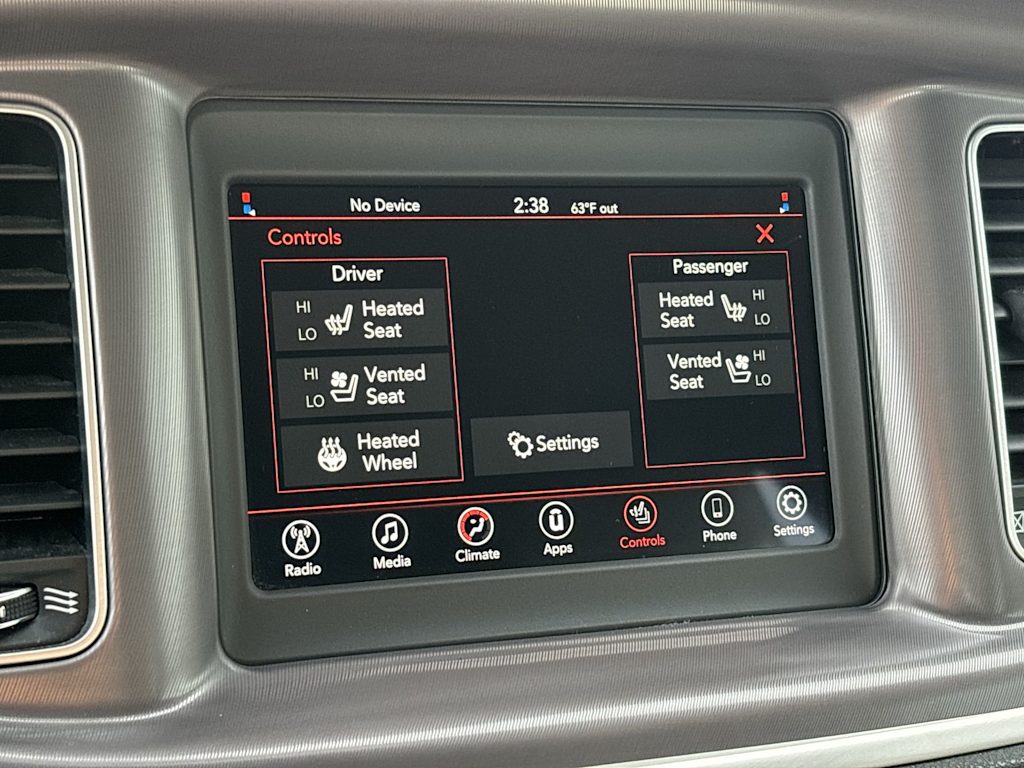 No Device 2:38 63°F out
Controls X
Driver
HI
LO
Heated
Seat
HI
LO
Vented
Seat
Heated
Wheel
Settings
Passenger
Heated
Seat
HI
LO
Vented
Seat
HI
LO
Radio Media Climate Apps Controls Phone Settings